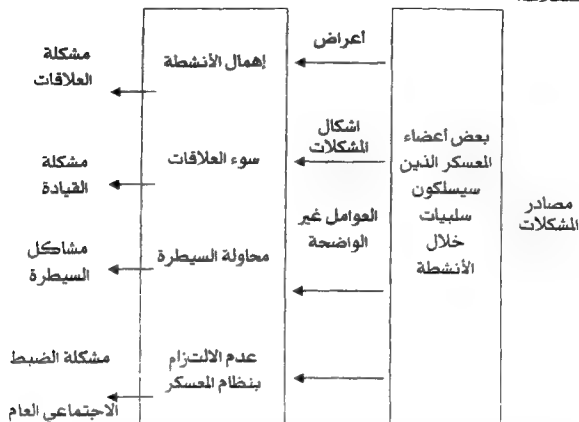 مصادر
المشكلات
بعض أعضاء
المعسكر الذين
سيسلكون
سلبيات
خلال
الأنشطة
أعراض
اشكال
المشكلات
العوامل غير
الواضحة
إهمال الأنشطة
سوء العلاقات
محاولة السيطرة
عدم الالتزام
بنظام المعسكر
مشكلة
العلاقات
مشكلة
القيادة
مشاكل
السيطرة
مشكلة الضبط
الاجتماعي العام